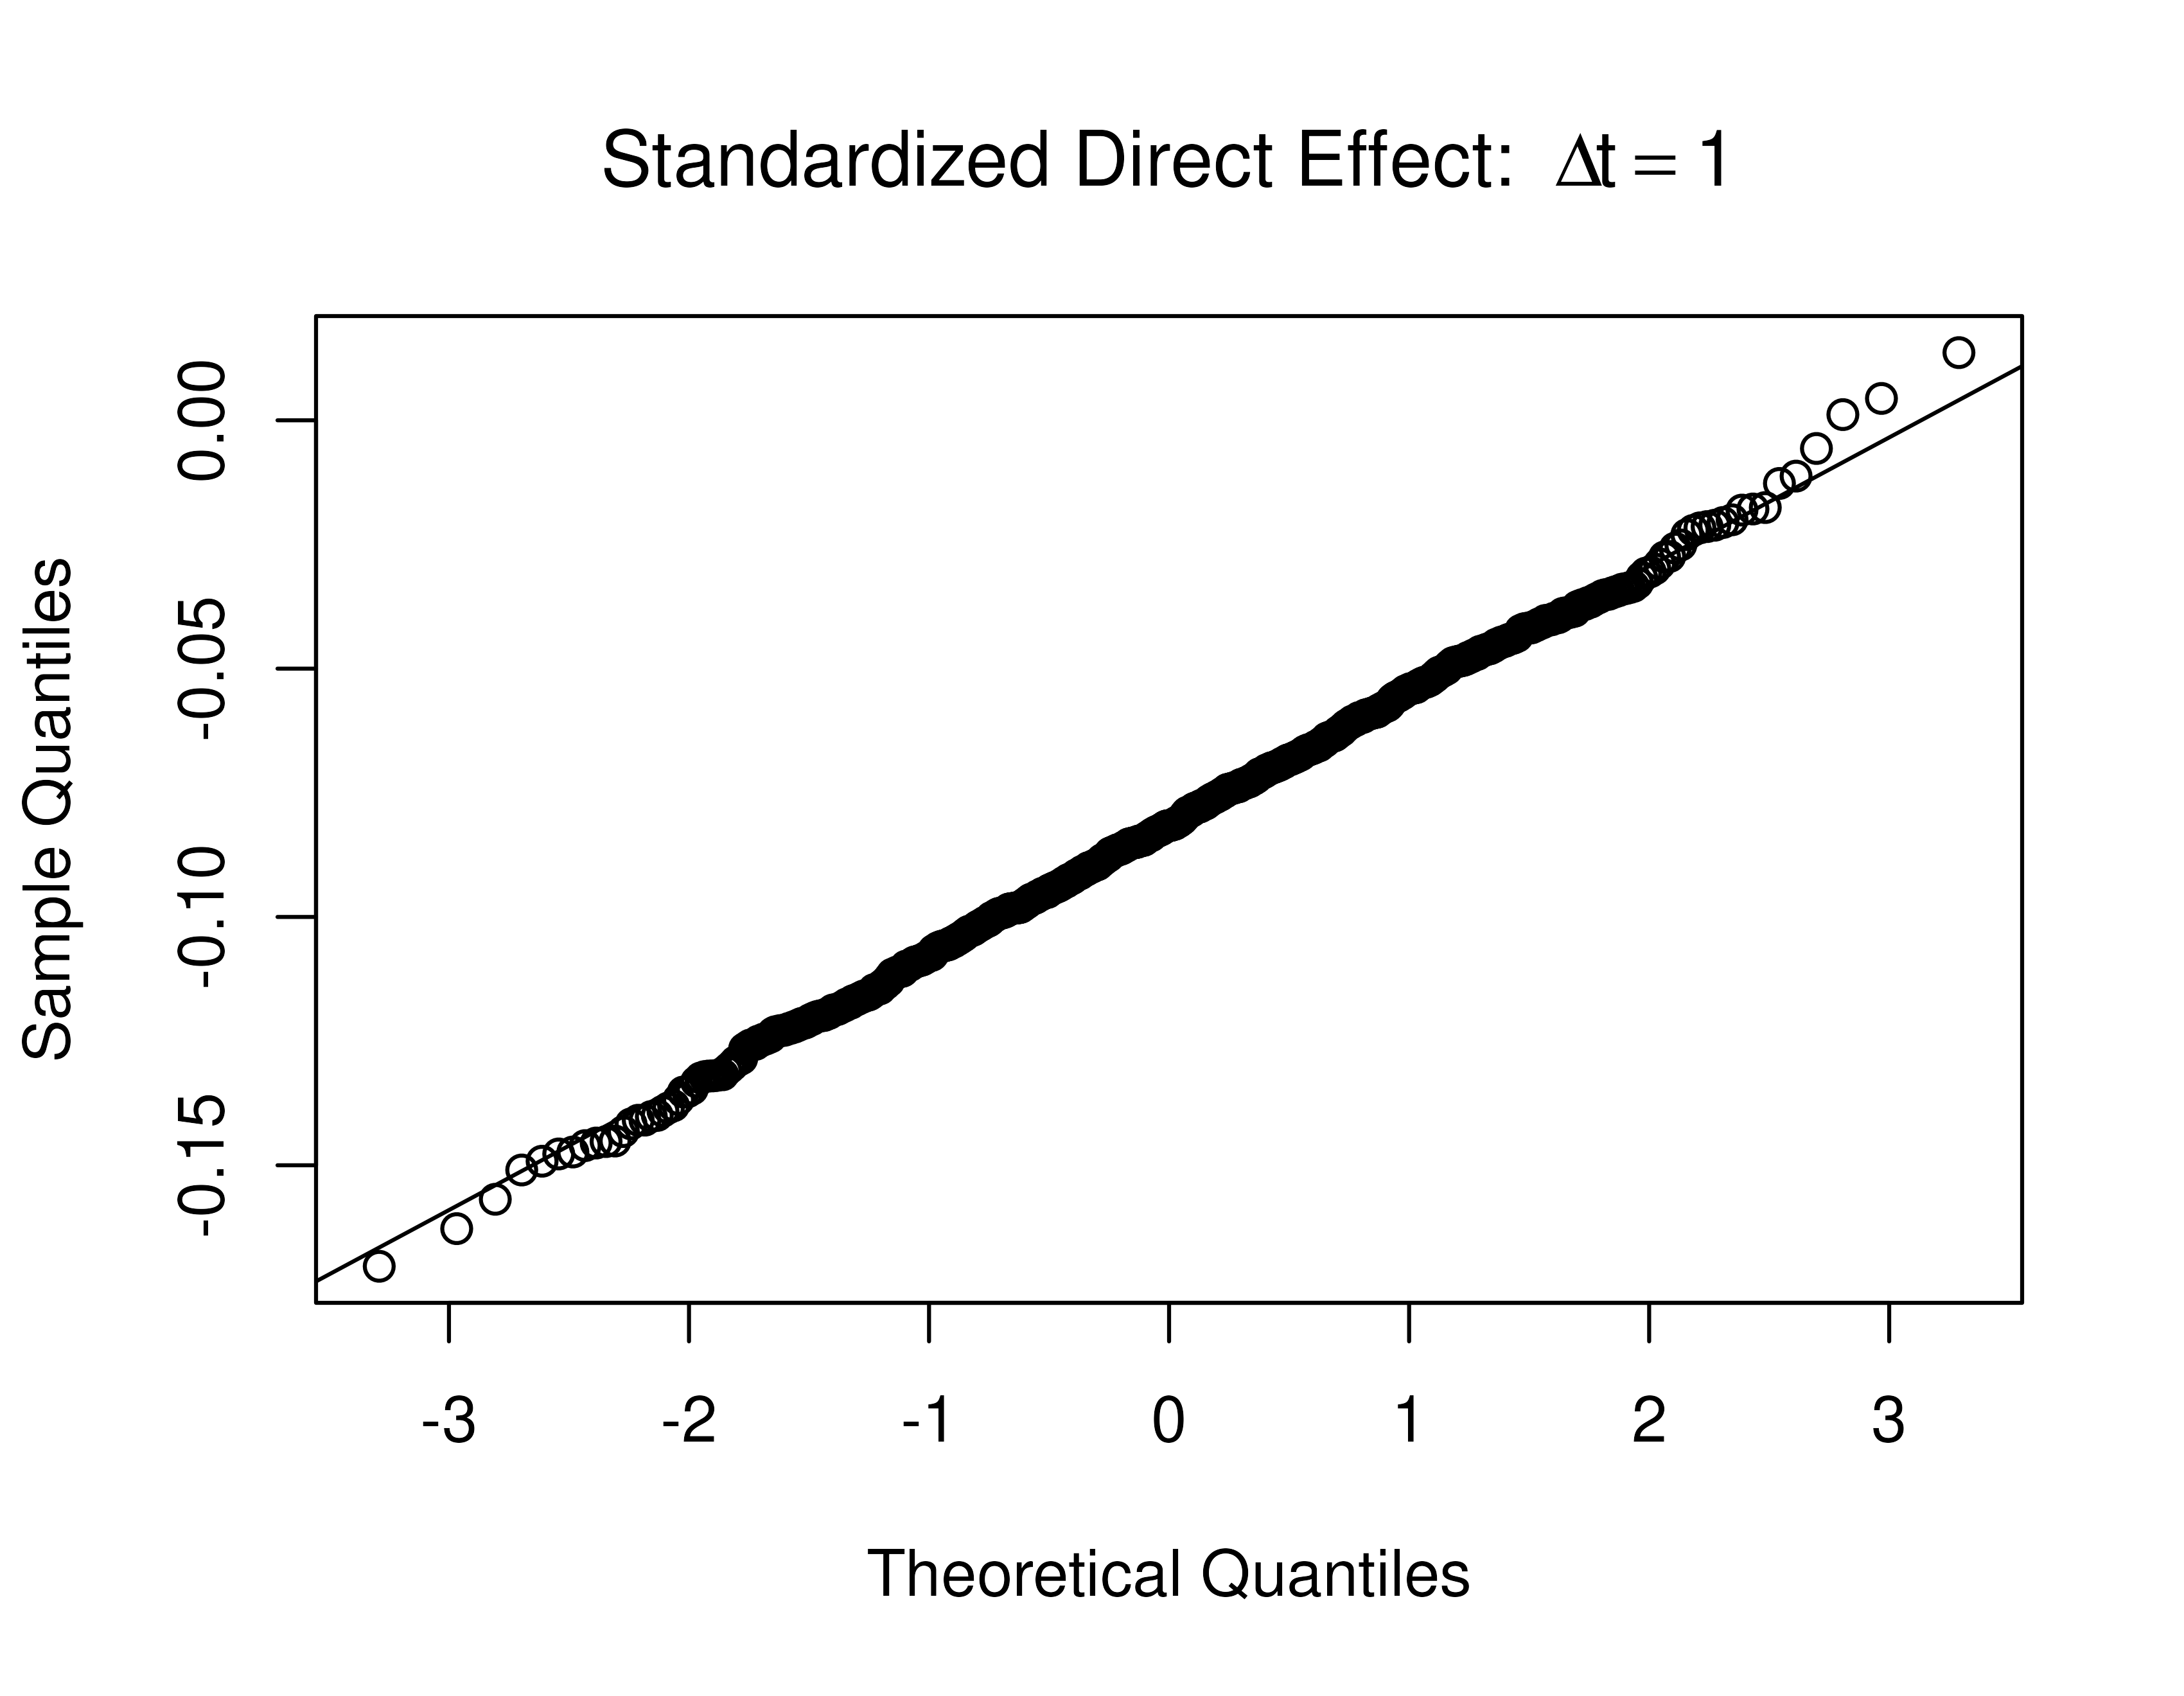 Standardized Direct Effect: Δt = 1
Sample Quantiles
0.00
-0.05
-0.10
-0.15
-3 -2 -1 0 1 2 3
Theoretical Quantiles